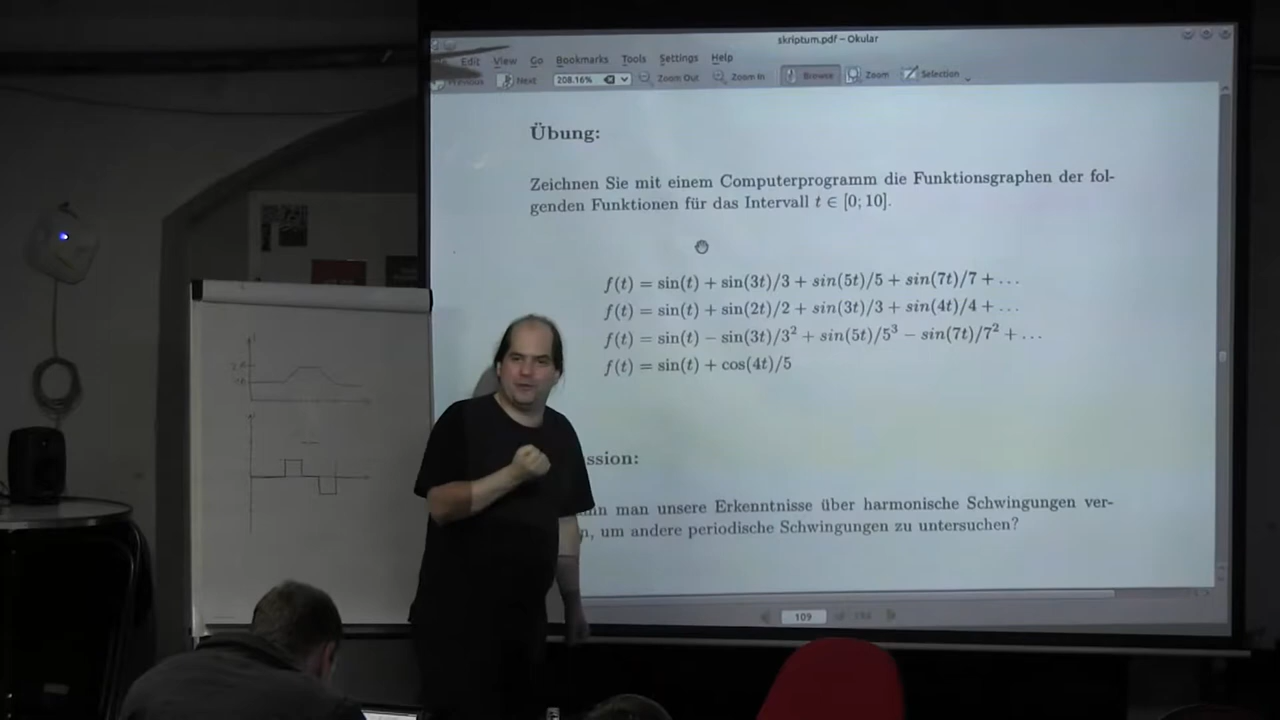 skriptum.pdf – Okular
Edit View Go Bookmarks Tools Settings Help
Previous Next 208.16% Zoom Out Zoom In Browse Zoom Selection
Übung:
Zeichnen Sie mit einem Computerprogramm die Funktionsgraphen der fol-
genden Funktionen für das Intervall t ∈ [0; 10].
f(t) = sin(t) + sin(3t)/3 + sin(5t)/5 + sin(7t)/7 + …
f(t) = sin(t) + sin(2t)/2 + sin(3t)/3 + sin(4t)/4 + …
f(t) = sin(t) − sin(3t)/3² + sin(5t)/5³ − sin(7t)/7² + …
f(t) = sin(t) + cos(4t)/5
ssion:
nn man unsere Erkenntnisse über harmonische Schwingungen ver-
n, um andere periodische Schwingungen zu untersuchen?
109